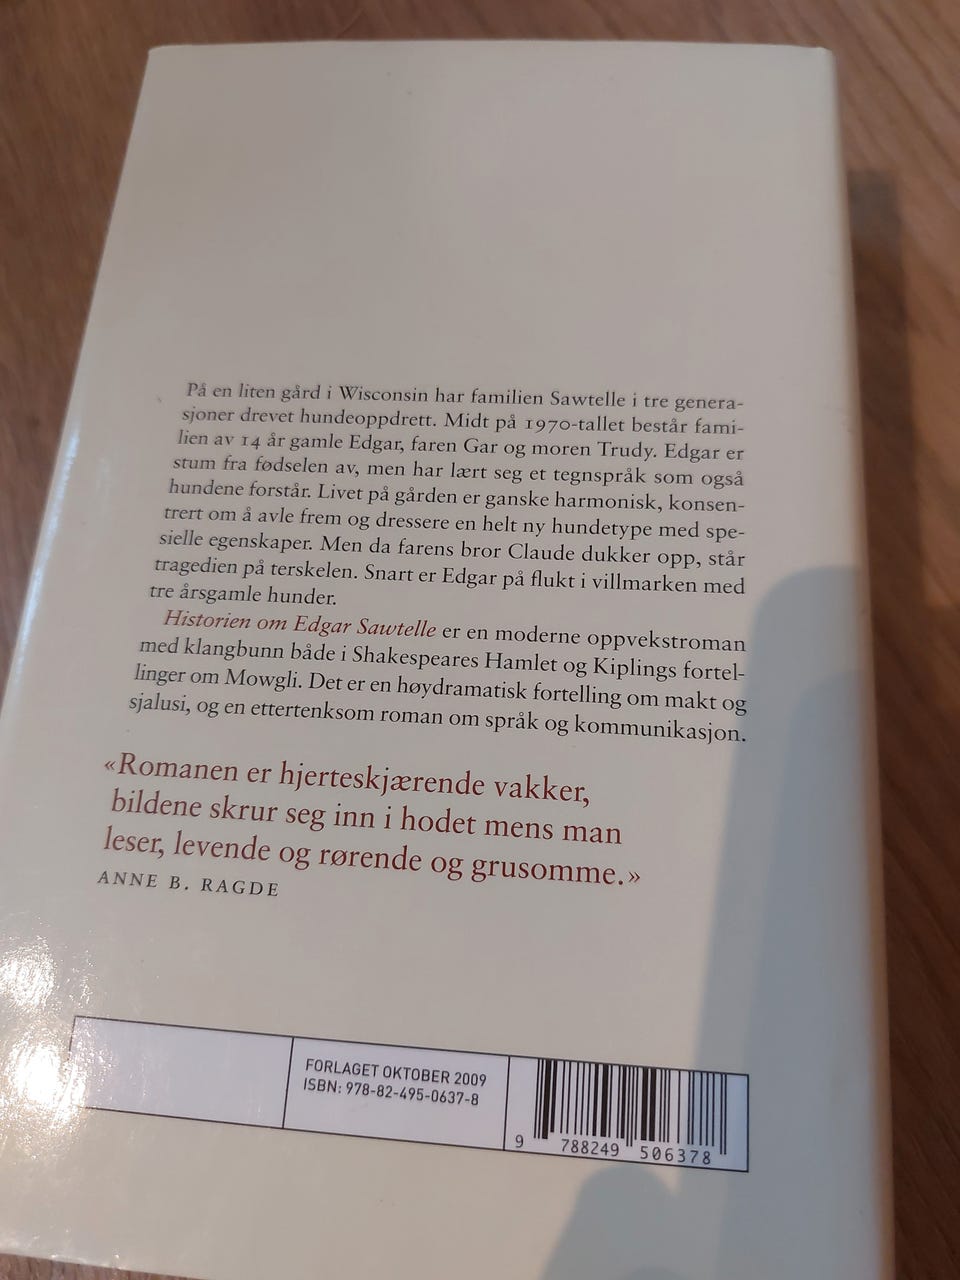 På en liten gård i Wisconsin har familien Sawtelle i tre genera-
sjoner drevet hundeoppdrett. Midt på 1970-tallet består fami-
lien av 14 år gamle Edgar, faren Gar og moren Trudy. Edgar er
stum fra fødselen av, men har lært seg et tegnspråk som også
hundene forstår. Livet på gården er ganske harmonisk, konsen-
trert om å avle frem og dressere en helt ny hundetype med spe-
sielle egenskaper. Men da farens bror Claude dukker opp, står
tragedien på terskelen. Snart er Edgar på flukt i villmarken med
tre årsgamle hunder.
Historien om Edgar Sawtelle er en moderne oppvekstroman
med klangbunn både i Shakespeares Hamlet og Kiplings fortel-
linger om Mowgli. Det er en høydramatisk fortelling om makt og
sjalusi, og en ettertenksom roman om språk og kommunikasjon.
«Romanen er hjerteskjærende vakker,
bildene skrur seg inn i hodet mens man
leser, levende og rørende og grusomme.»
ANNE B. RAGDE
FORLAGET OKTOBER 2009
ISBN: 978-82-495-0637-8
9 788249 506378